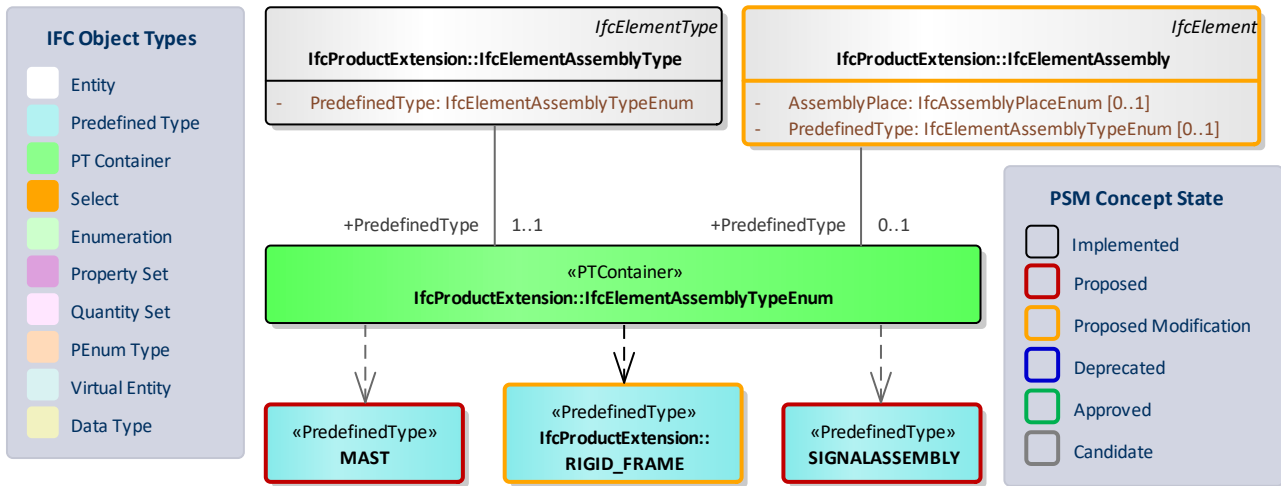 IFC Object Types
Entity
Predefined Type
PT Container
Select
Enumeration
Property Set
Quantity Set
PEnum Type
Virtual Entity
Data Type
IfcElementType
IfcProductExtension::IfcElementAssemblyType
- PredefinedType: IfcElementAssemblyTypeEnum
IfcElement
IfcProductExtension::IfcElementAssembly
- AssemblyPlace: IfcAssemblyPlaceEnum [0..1]
- PredefinedType: IfcElementAssemblyTypeEnum [0..1]
+PredefinedType 1..1
+PredefinedType 0..1
«PTContainer»
IfcProductExtension::IfcElementAssemblyTypeEnum
«PredefinedType»
MAST
«PredefinedType»
IfcProductExtension::
RIGID_FRAME
«PredefinedType»
SIGNALASSEMBLY
PSM Concept State
Implemented
Proposed
Proposed Modification
Deprecated
Approved
Candidate